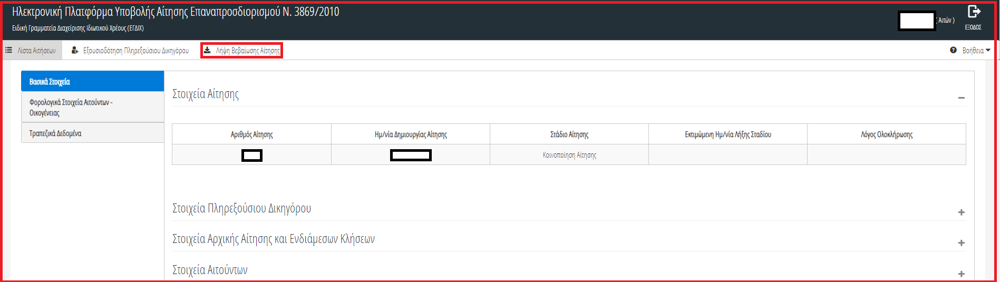 Ηλεκτρονική Πλατφόρμα Υποβολής Αίτησης Επαναπροσδιορισμού Ν. 3869/2010
Ειδική Γραμματεία Διαχείρισης Ιδιωτικού Χρέους (ΕΓΔΙΧ)
( Αιτών )
ΕΞΟΔΟΣ
Λίστα Αιτήσεων
Εξουσιοδότηση Πληρεξούσιου Δικηγόρου
Λήψη Βεβαίωσης Αίτησης
Βοήθεια
Βασικά Στοιχεία
Φορολογικά Στοιχεία Αιτούντων -
Οικογένειας
Τραπεζικά Δεδομένα
Στοιχεία Αίτησης
Αριθμός Αίτησης
Ημ/νία Δημιουργίας Αίτησης
Στάδιο Αίτησης
Εκτιμώμενη Ημ/νία Λήξης Σταδίου
Λόγος Ολοκλήρωσης
Κοινοποίηση Αίτησης
Στοιχεία Πληρεξούσιου Δικηγόρου
Στοιχεία Αρχικής Αίτησης και Ενδιάμεσων Κλήσεων
Στοιχεία Αιτούντων